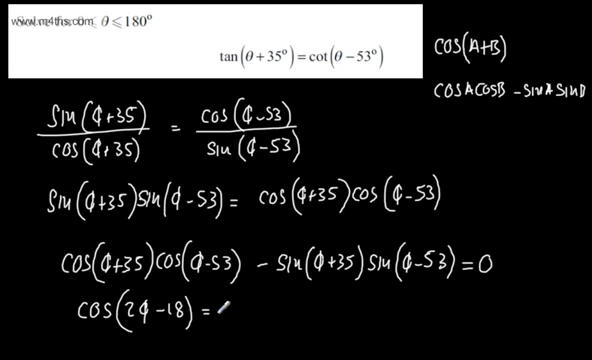 www.m4ths.com θ ⩽ 180°
tan(θ + 35°) = cot(θ − 53°)
cos(A+B)
cosAcosB − sinAsinB
sin(ϕ+35) / cos(ϕ+35) = cos(ϕ−53) / sin(ϕ−53)
sin(ϕ+35)sin(ϕ−53) = cos(ϕ+35)cos(ϕ−53)
cos(ϕ+35)cos(ϕ−53) − sin(ϕ+35)sin(ϕ−53) = 0
cos(2ϕ−18) =